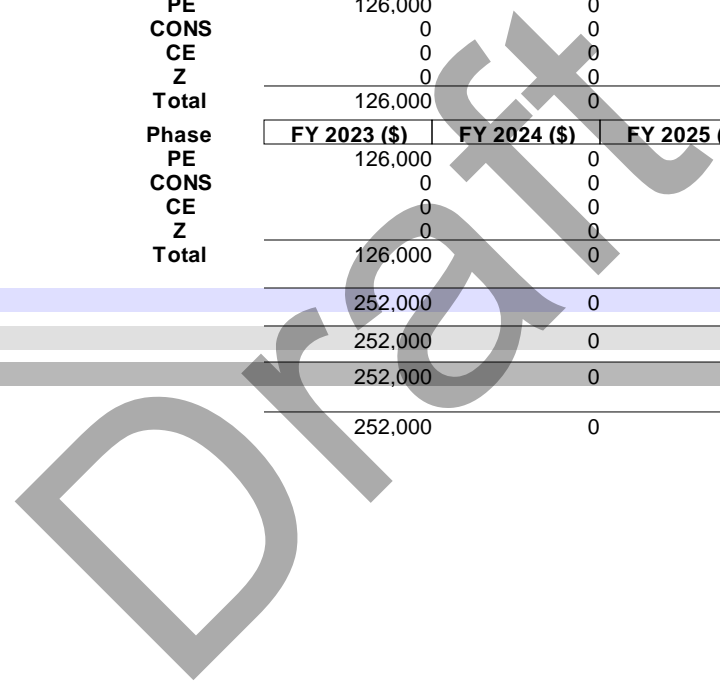 PE 126,000 0
CONS 0 0
CE 0 0
Z 0 0
Total 126,000 0
Phase FY 2023 ($) FY 2024 ($) FY 2025 (
PE 126,000 0
CONS 0 0
CE 0 0
Z 0 0
Total 126,000 0
252,000 0
252,000 0
252,000 0
252,000 0
Draft